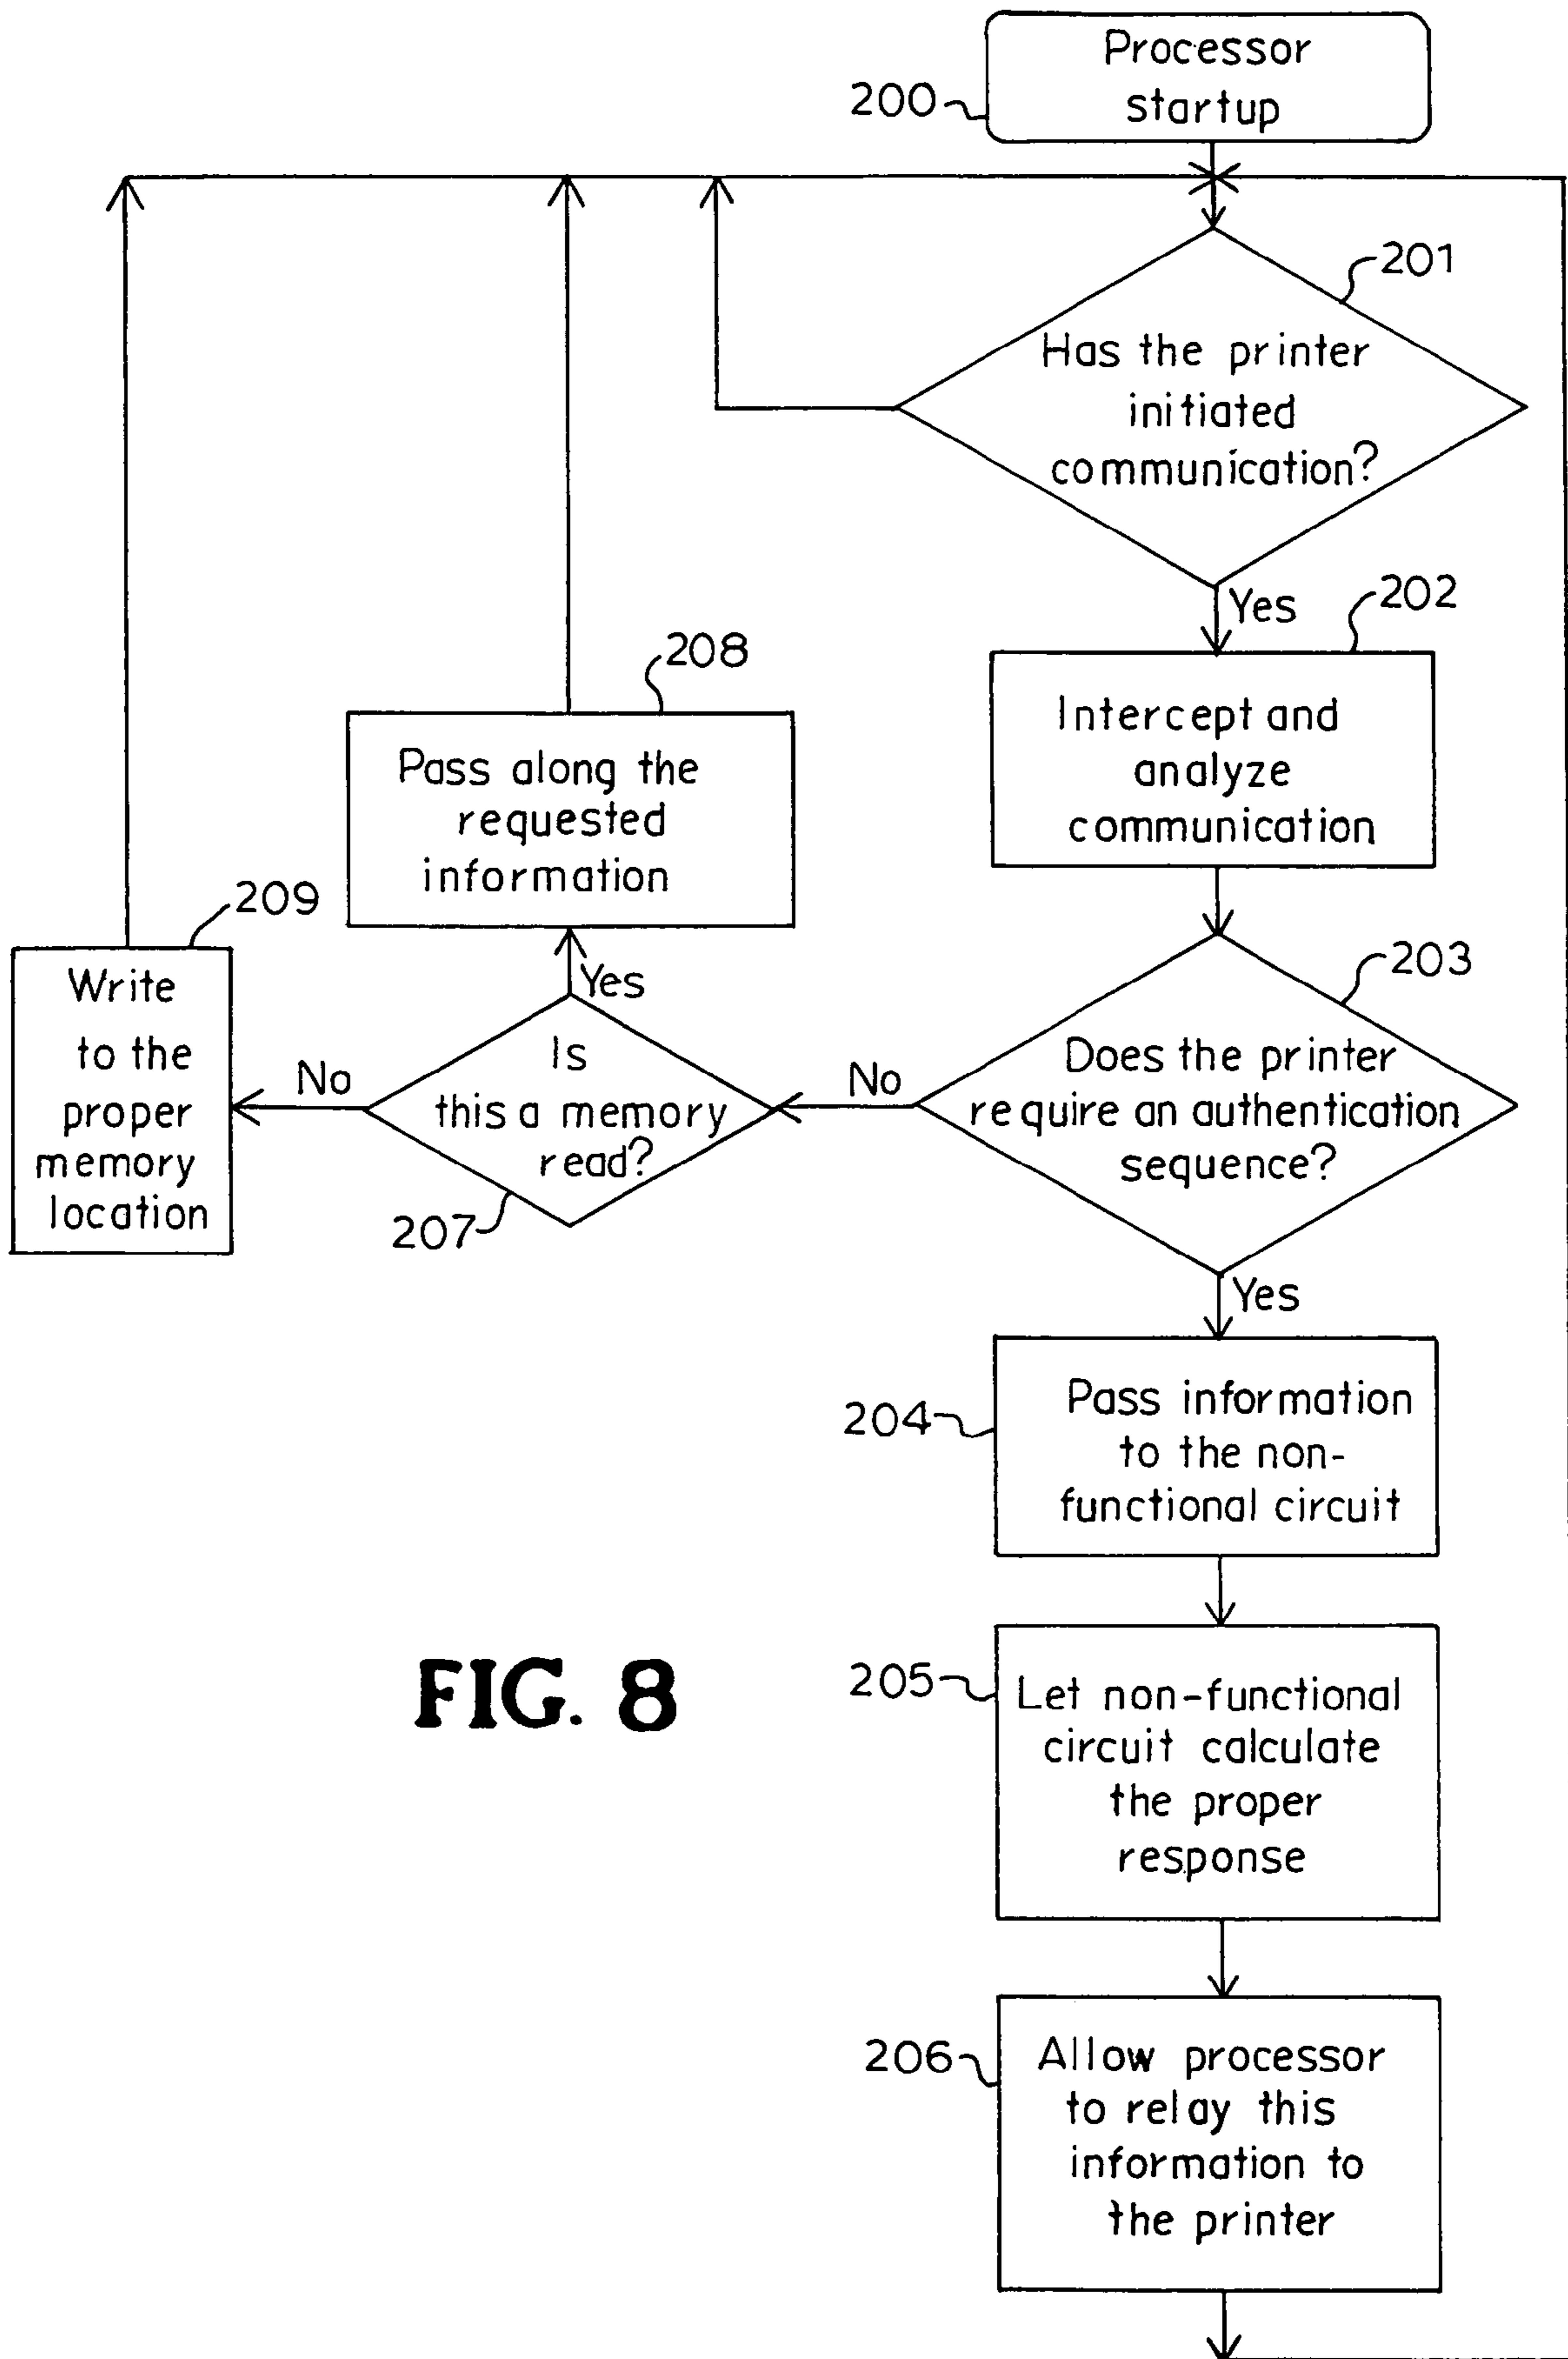 Processor
startup
200
201
Has the printer
initiated
communication?
Yes
202
Intercept and
analyze
communication
203
Does the printer
require an authentication
sequence?
No
Is
this a memory
read?
207
Yes
208
Pass along the
requested
information
No
209
Write
to the
proper
memory
location
Yes
204
Pass information
to the non-
functional circuit
205
Let non-functional
circuit calculate
the proper
response
206
Allow processor
to relay this
information to
the printer
FIG. 8